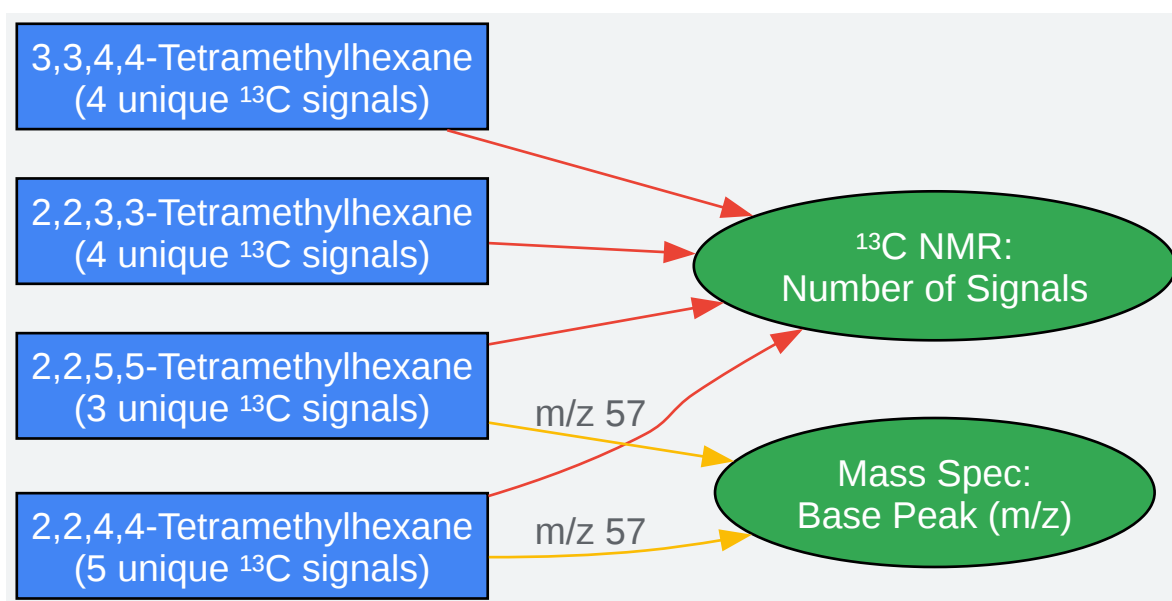 3,3,4,4-Tetramethylhexane
(4 unique ¹³C signals)
2,2,3,3-Tetramethylhexane
(4 unique ¹³C signals)
2,2,5,5-Tetramethylhexane
(3 unique ¹³C signals)
2,2,4,4-Tetramethylhexane
(5 unique ¹³C signals)
m/z 57
m/z 57
¹³C NMR:
Number of Signals
Mass Spec:
Base Peak (m/z)